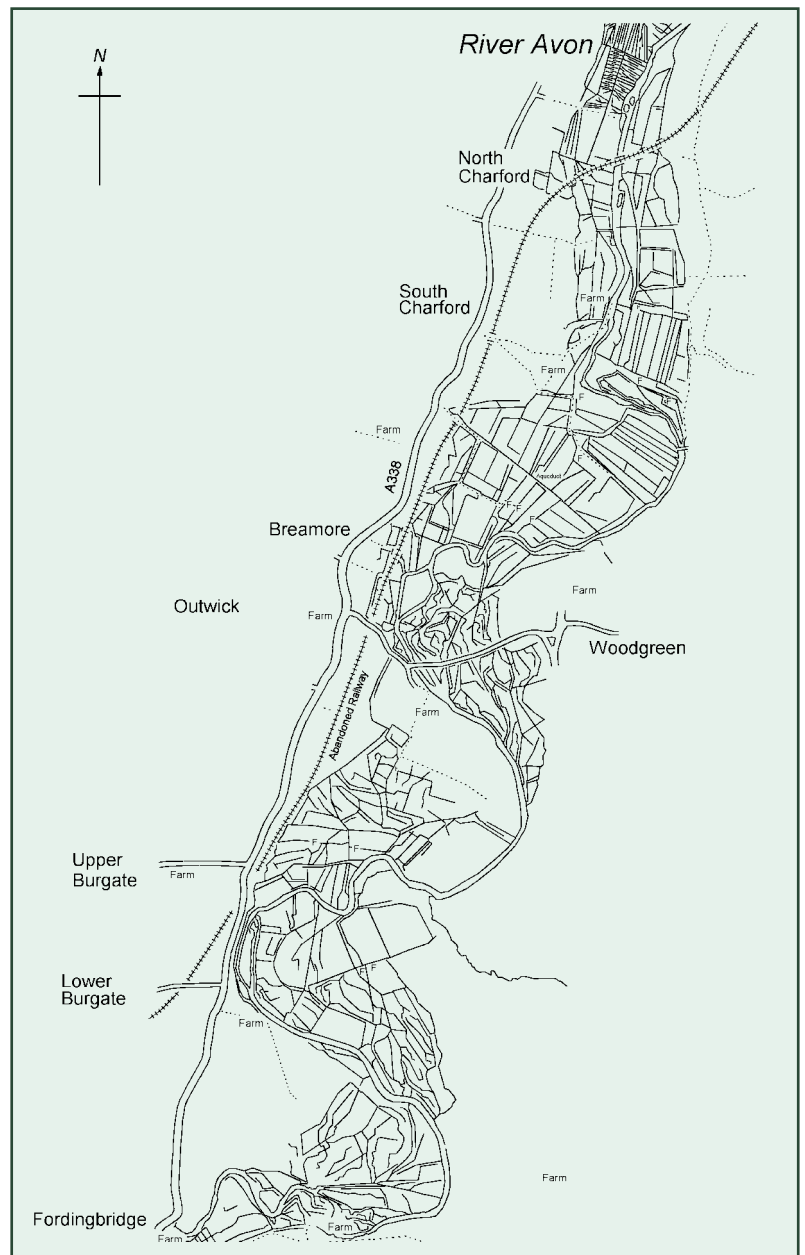 River Avon
N
North
Charford
South
Charford
Farm
Farm
Farm
F
F
F
A338
F
Aqueduct
F
F
F
Breamore
Farm
Outwick
Farm
Woodgreen
Abandoned Railway
Farm
F
F
Upper
Burgate
Farm
F
F
Lower
Burgate
Farm
Farm
Fordingbridge
Farm
Farm